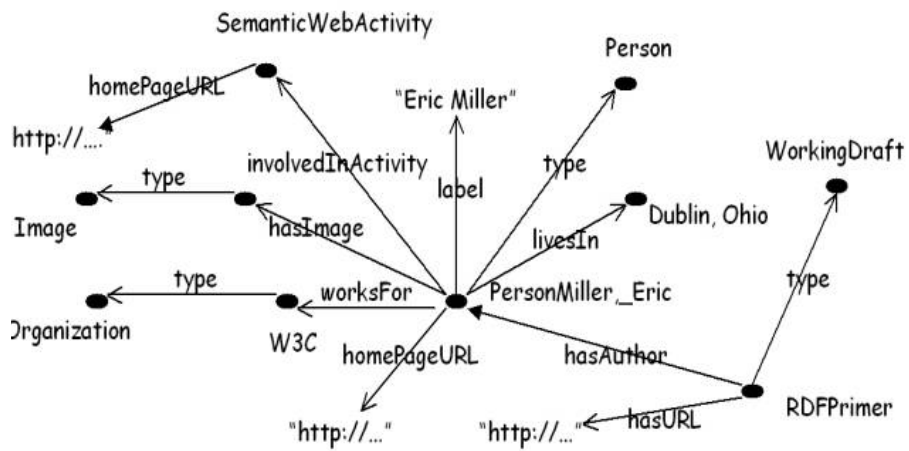 SemanticWebActivity
Person
homePageURL
"Eric Miller"
http://...."
involvedInActivity
type
WorkingDraft
type
label
Image
hasImage
livesIn
Dublin, Ohio
type
type
worksFor
PersonMiller,_Eric
Organization
W3C
homePageURL
hasAuthor
RDFPrimer
"http://..."
"http://..."
hasURL